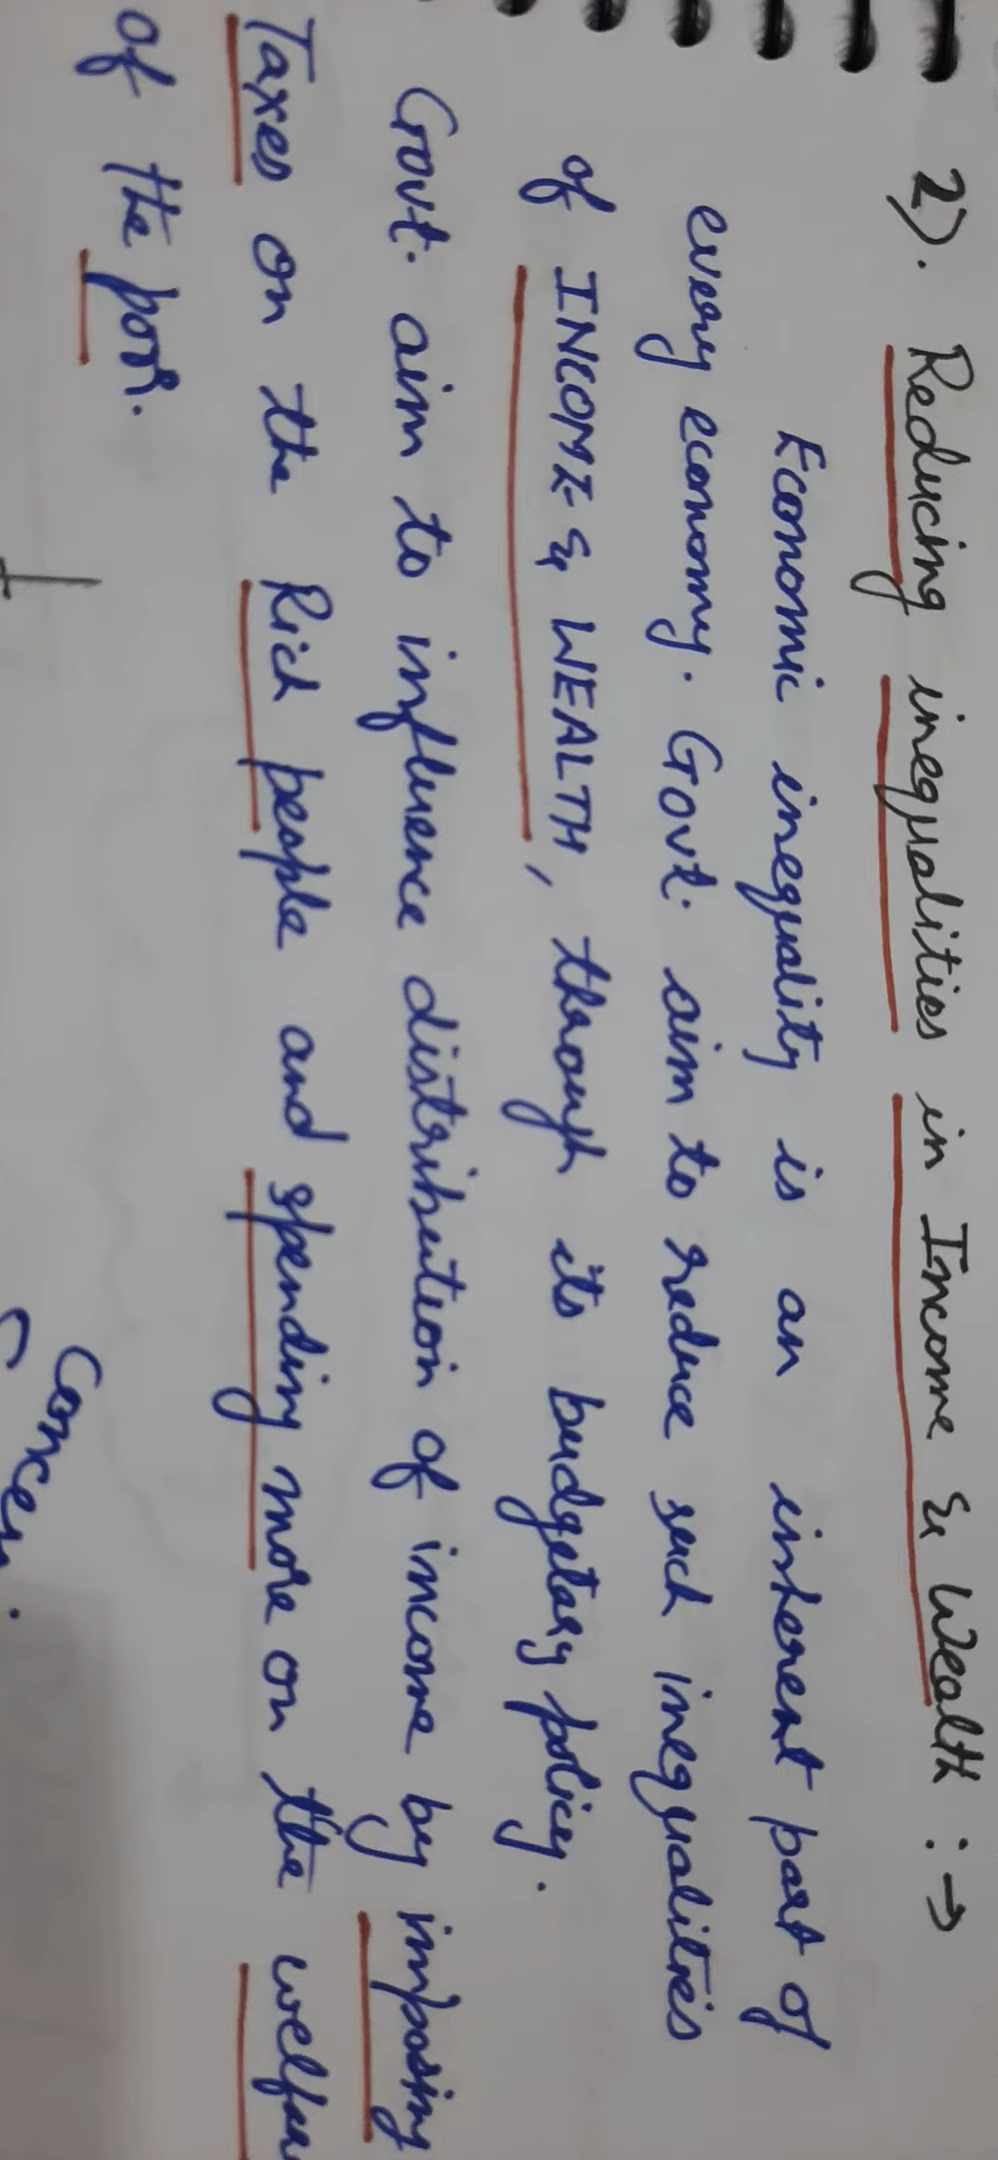 2). Reducing inequalities in Income & Wealth : →
Economic inequality is an inherent part of
every economy. Govt. aim to reduce such inequalities
of INCOME & WEALTH, through its budgetary policy.
Govt. aim to influence distribution of income by imposing
Taxes on the Rich people and spending more on the welfare
of the poor.